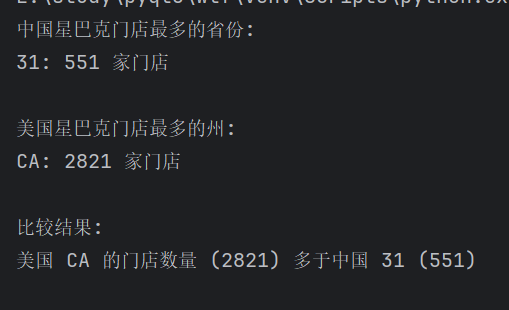 中国星巴克门店最多的省份:
31: 551 家门店
美国星巴克门店最多的州:
CA: 2821 家门店
比较结果:
美国 CA 的门店数量 (2821) 多于中国 31 (551)